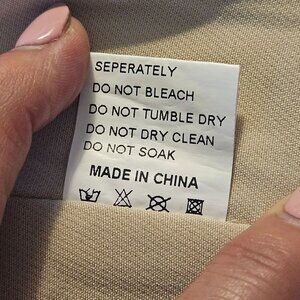 SEPERATELY
DO NOT BLEACH
DO NOT TUMBLE DRY
DO NOT DRY CLEAN
DO NOT SOAK
MADE IN CHINA